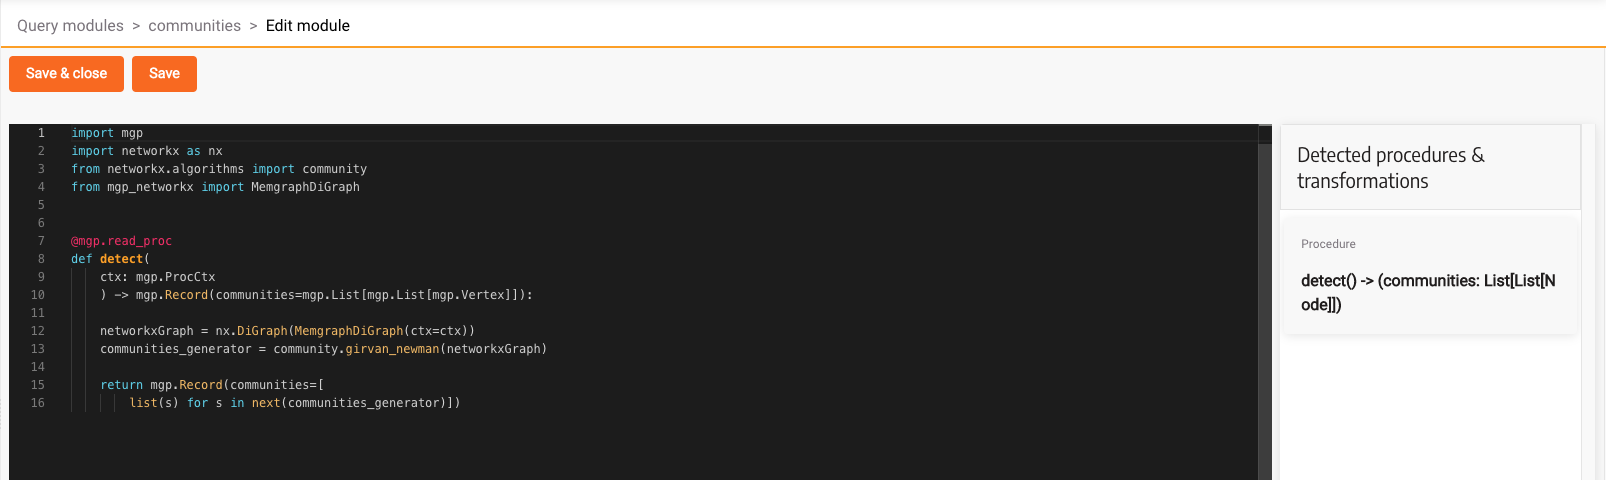 Query modules > communities > Edit module
Save & close Save
1 import mgp
2 import networkx as nx
3 from networkx.algorithms import community
4 from mgp_networkx import MemgraphDiGraph
5
6
7 @mgp.read_proc
8 def detect(
9 ctx: mgp.ProcCtx
10 ) -> mgp.Record(communities=mgp.List[mgp.List[mgp.Vertex]]):
11
12 networkxGraph = nx.DiGraph(MemgraphDiGraph(ctx=ctx))
13 communities_generator = community.girvan_newman(networkxGraph)
14
15 return mgp.Record(communities=[
16 list(s) for s in next(communities_generator)])
Detected procedures &
transformations
Procedure
detect() -> (communities: List[List[N
ode]])